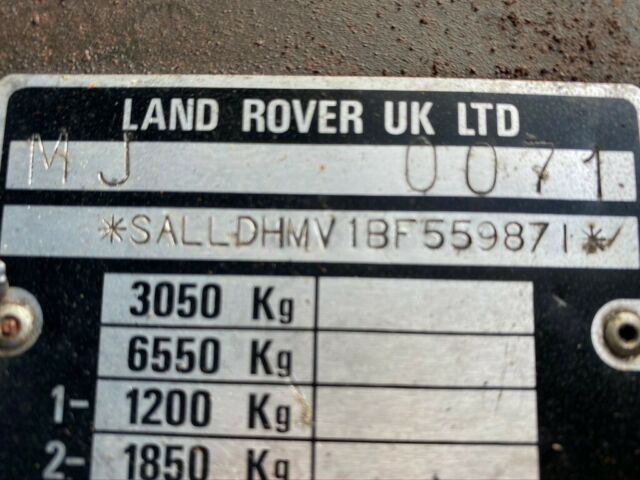 LAND ROVER UK LTD
MJ 0071
*SALLDHMV1BF559871*
3050 Kg
6550 Kg
1- 1200 Kg
2- 1850 Kg